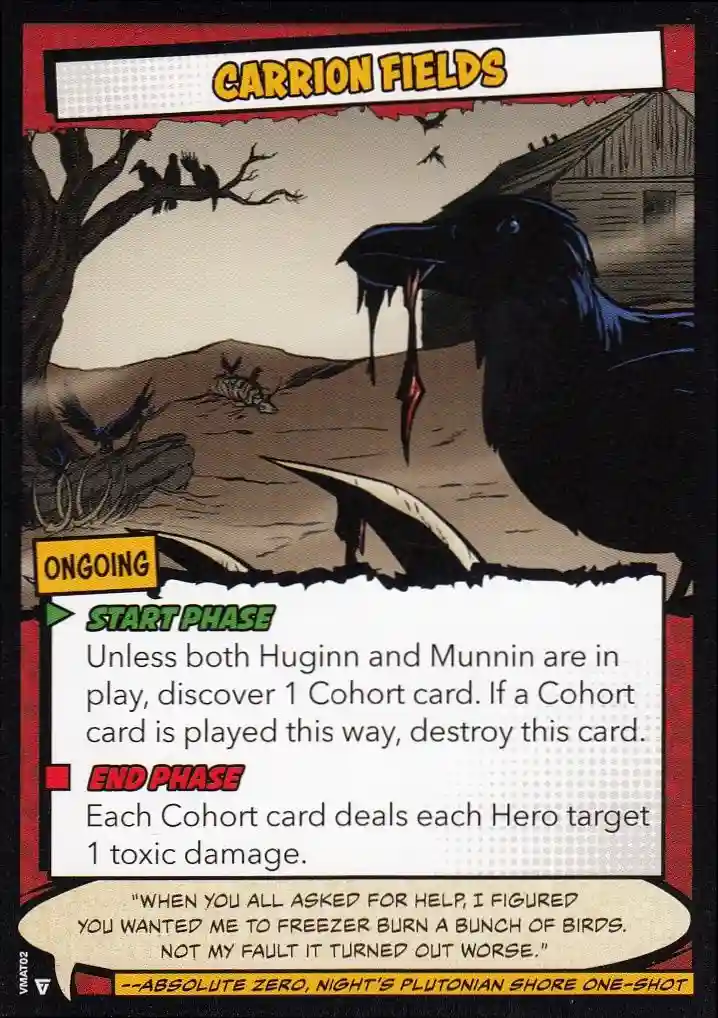 CARRION FIELDS
ONGOING
START PHASE
Unless both Huginn and Munnin are in
play, discover 1 Cohort card. If a Cohort
card is played this way, destroy this card.
END PHASE
Each Cohort card deals each Hero target
1 toxic damage.
"WHEN YOU ALL ASKED FOR HELP, I FIGURED
YOU WANTED ME TO FREEZER BURN A BUNCH OF BIRDS.
NOT MY FAULT IT TURNED OUT WORSE."
--ABSOLUTE ZERO, NIGHT'S PLUTONIAN SHORE ONE-SHOT
VMAT02
V